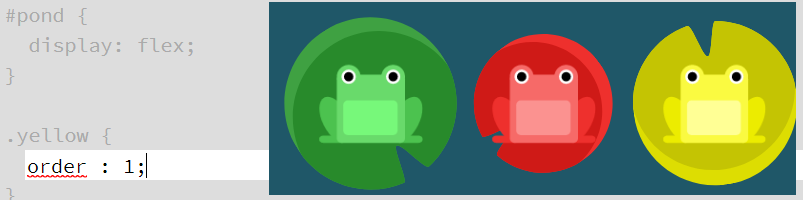 #pond {
display: flex;
}
.yellow {
order : 1;
}